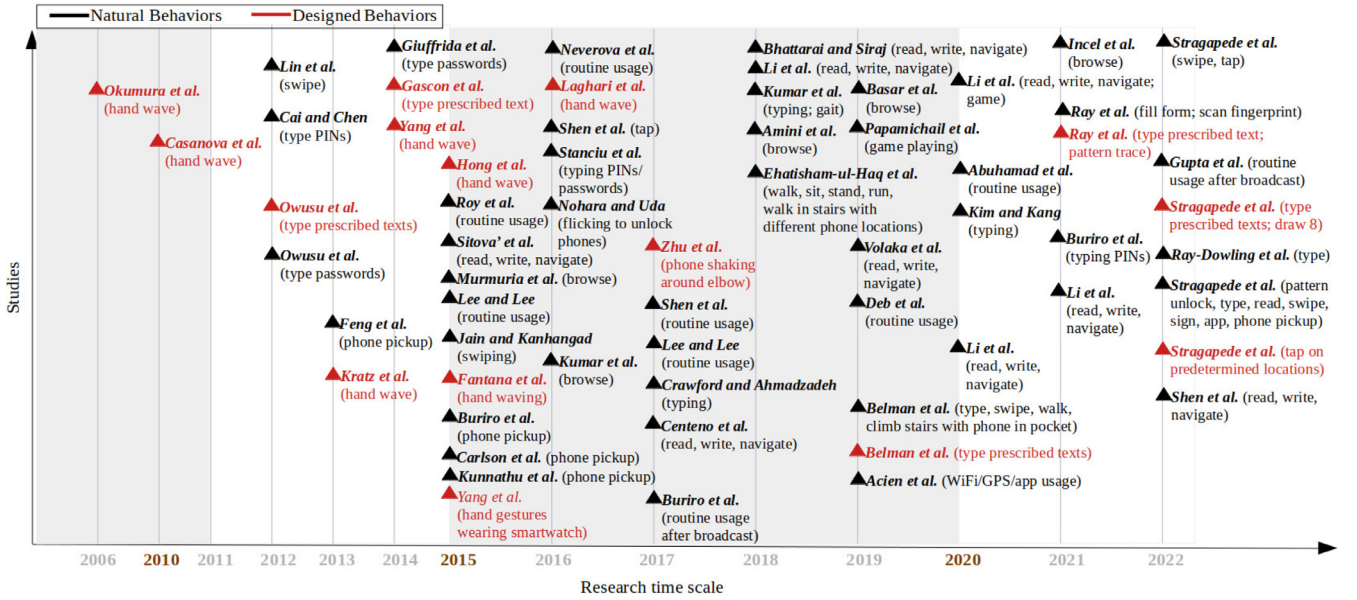 Natural Behaviors
Designed Behaviors
Studies
Okumura et al.
(hand wave)
Casanova et al.
(hand wave)
Lin et al.
(swipe)
Cai and Chen
(type PINs)
Owusu et al.
(type prescribed texts)
Owusu et al.
(type passwords)
Feng et al.
(phone pickup)
Kratz et al.
(hand wave)
Giuffrida et al.
(type passwords)
Gascon et al.
(type prescribed text)
Yang et al.
(hand wave)
Hong et al.
(hand wave)
Roy et al.
(routine usage)
Sitova' et al.
(read, write, navigate)
Murmuria et al. (browse)
Lee and Lee
(routine usage)
Jain and Kanhangad
(swiping)
Fantana et al.
(hand waving)
Buriro et al.
(phone pickup)
Carlson et al. (phone pickup)
Kunnathu et al. (phone pickup)
Yang et al.
(hand gestures
wearing smartwatch)
Neverova et al.
(routine usage)
Laghari et al.
(hand wave)
Shen et al. (tap)
Stanciu et al.
(typing PINs/
passwords)
Nohara and Uda
(flicking to unlock
phones)
Kumar et al.
(browse)
Zhu et al.
(phone shaking
around elbow)
Shen et al.
(routine usage)
Lee and Lee
(routine usage)
Crawford and Ahmadzadeh
(typing)
Centeno et al.
(read, write, navigate)
Buriro et al.
(routine usage
after broadcast)
Bhattarai and Siraj (read, write, navigate)
Li et al. (read, write, navigate)
Kumar et al.
(typing; gait)
Amini et al.
(browse)
Ehatisham-ul-Haq et al.
(walk, sit, stand, run,
walk in stairs with
different phone locations)
Basar et al.
(browse)
Papamichail et al.
(game playing)
Volaka et al.
(read, write,
navigate)
Deb et al.
(routine usage)
Belman et al. (type, swipe, walk,
climb stairs with phone in pocket)
Belman et al. (type prescribed texts)
Acien et al. (WiFi/GPS/app usage)
Li et al. (read, write, navigate;
game)
Abuhamad et al.
(routine usage)
Kim and Kang
(typing)
Li et al.
(read, write,
navigate)
Incel et al.
(browse)
Ray et al. (fill form; scan fingerprint)
Ray et al. (type prescribed text;
pattern trace)
Buriro et al.
(typing PINs)
Li et al.
(read, write,
navigate)
Stragapede et al.
(swipe, tap)
Gupta et al. (routine
usage after broadcast)
Stragapede et al. (type
prescribed texts; draw 8)
Ray-Dowling et al. (type)
Stragapede et al. (pattern
unlock, type, read, swipe,
sign, app, phone pickup)
Stragapede et al. (tap on
predetermined locations)
Shen et al. (read, write,
navigate)
2006 2010 2011 2012 2013 2014 2015 2016 2017 2018 2019 2020 2021 2022
Research time scale